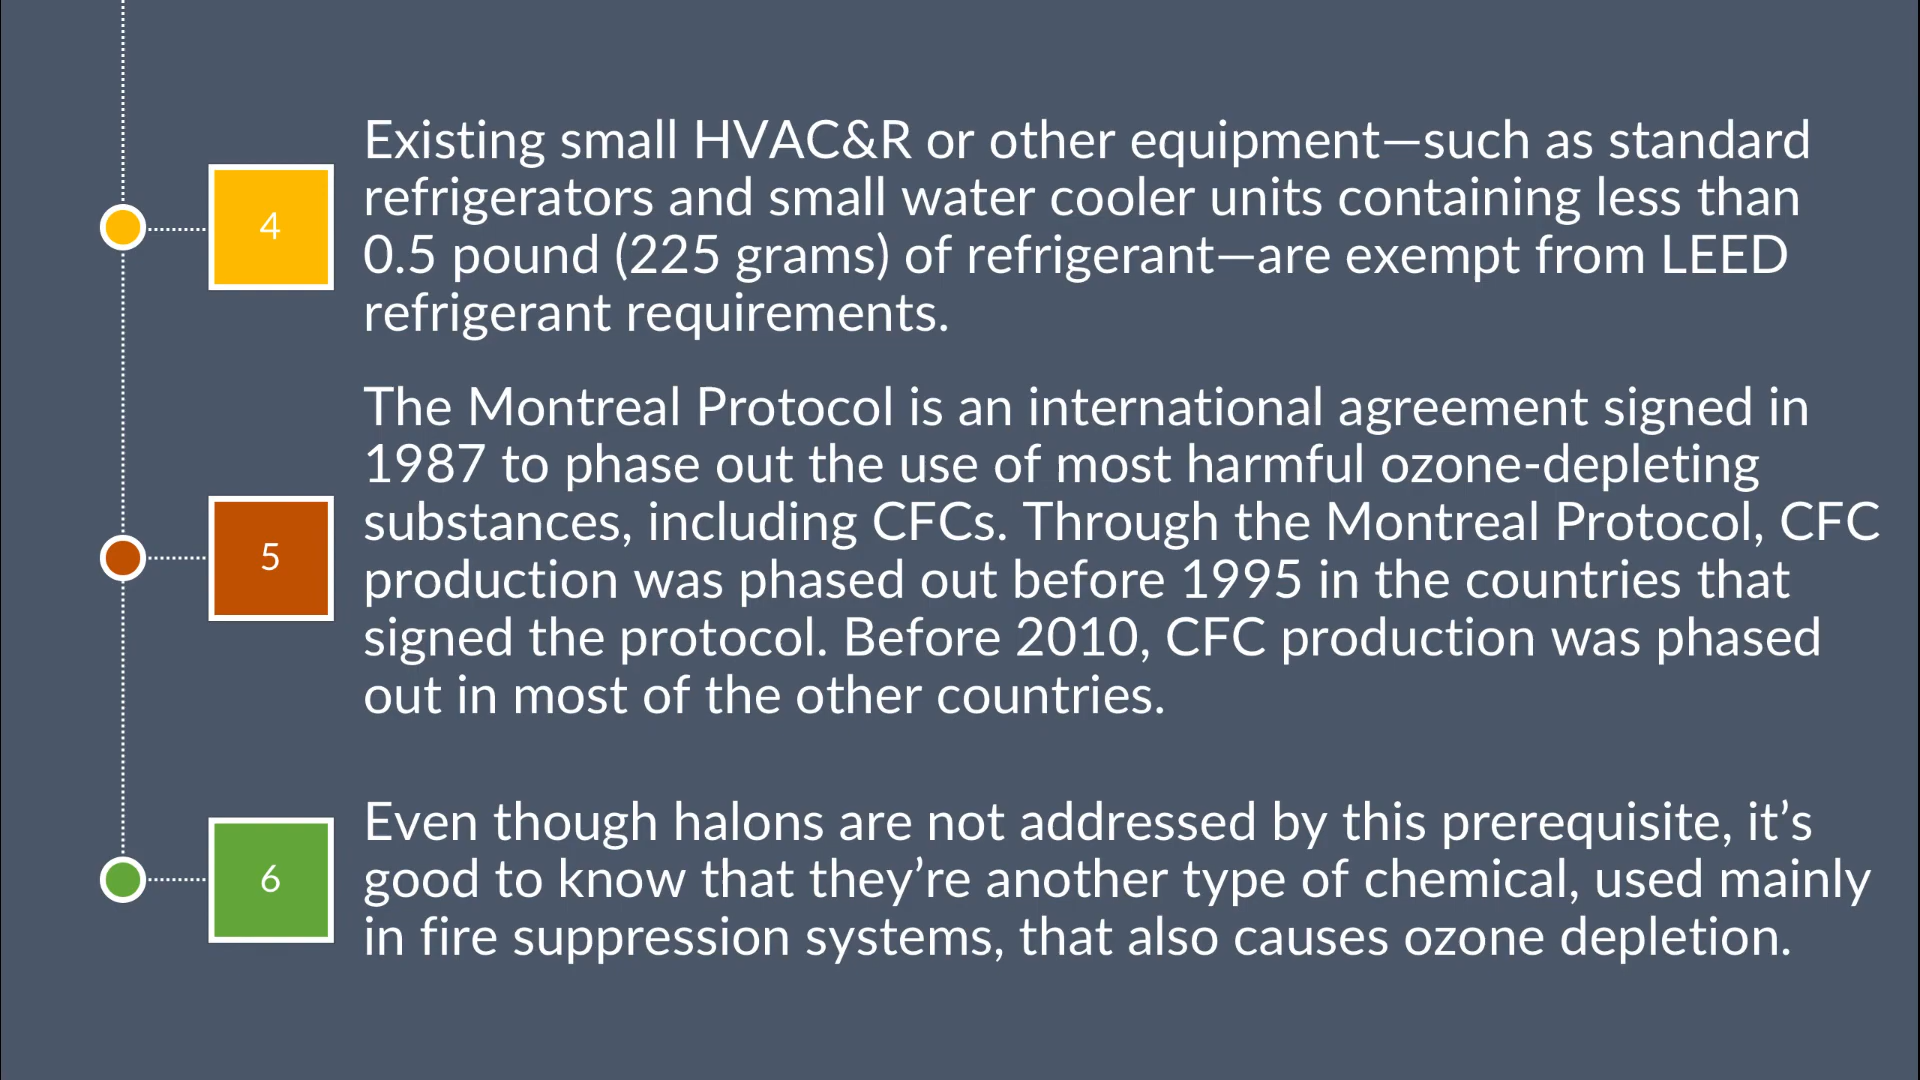 4
Existing small HVAC&R or other equipment—such as standard
refrigerators and small water cooler units containing less than
0.5 pound (225 grams) of refrigerant—are exempt from LEED
refrigerant requirements.
5
The Montreal Protocol is an international agreement signed in
1987 to phase out the use of most harmful ozone-depleting
substances, including CFCs. Through the Montreal Protocol, CFC
production was phased out before 1995 in the countries that
signed the protocol. Before 2010, CFC production was phased
out in most of the other countries.
6
Even though halons are not addressed by this prerequisite, it’s
good to know that they’re another type of chemical, used mainly
in fire suppression systems, that also causes ozone depletion.